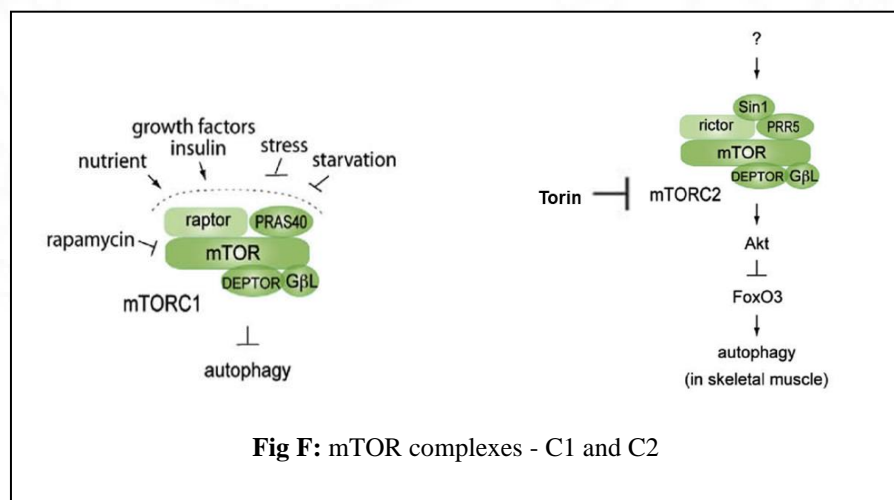 growth factors
insulin
nutrient
stress
starvation
raptor
PRAS40
rapamycin
mTOR
DEPTOR
GβL
mTORC1
autophagy
?
Sin1
rictor
PRR5
mTOR
DEPTOR
GβL
Torin
mTORC2
Akt
FoxO3
autophagy
(in skeletal muscle)
Fig F: mTOR complexes - C1 and C2